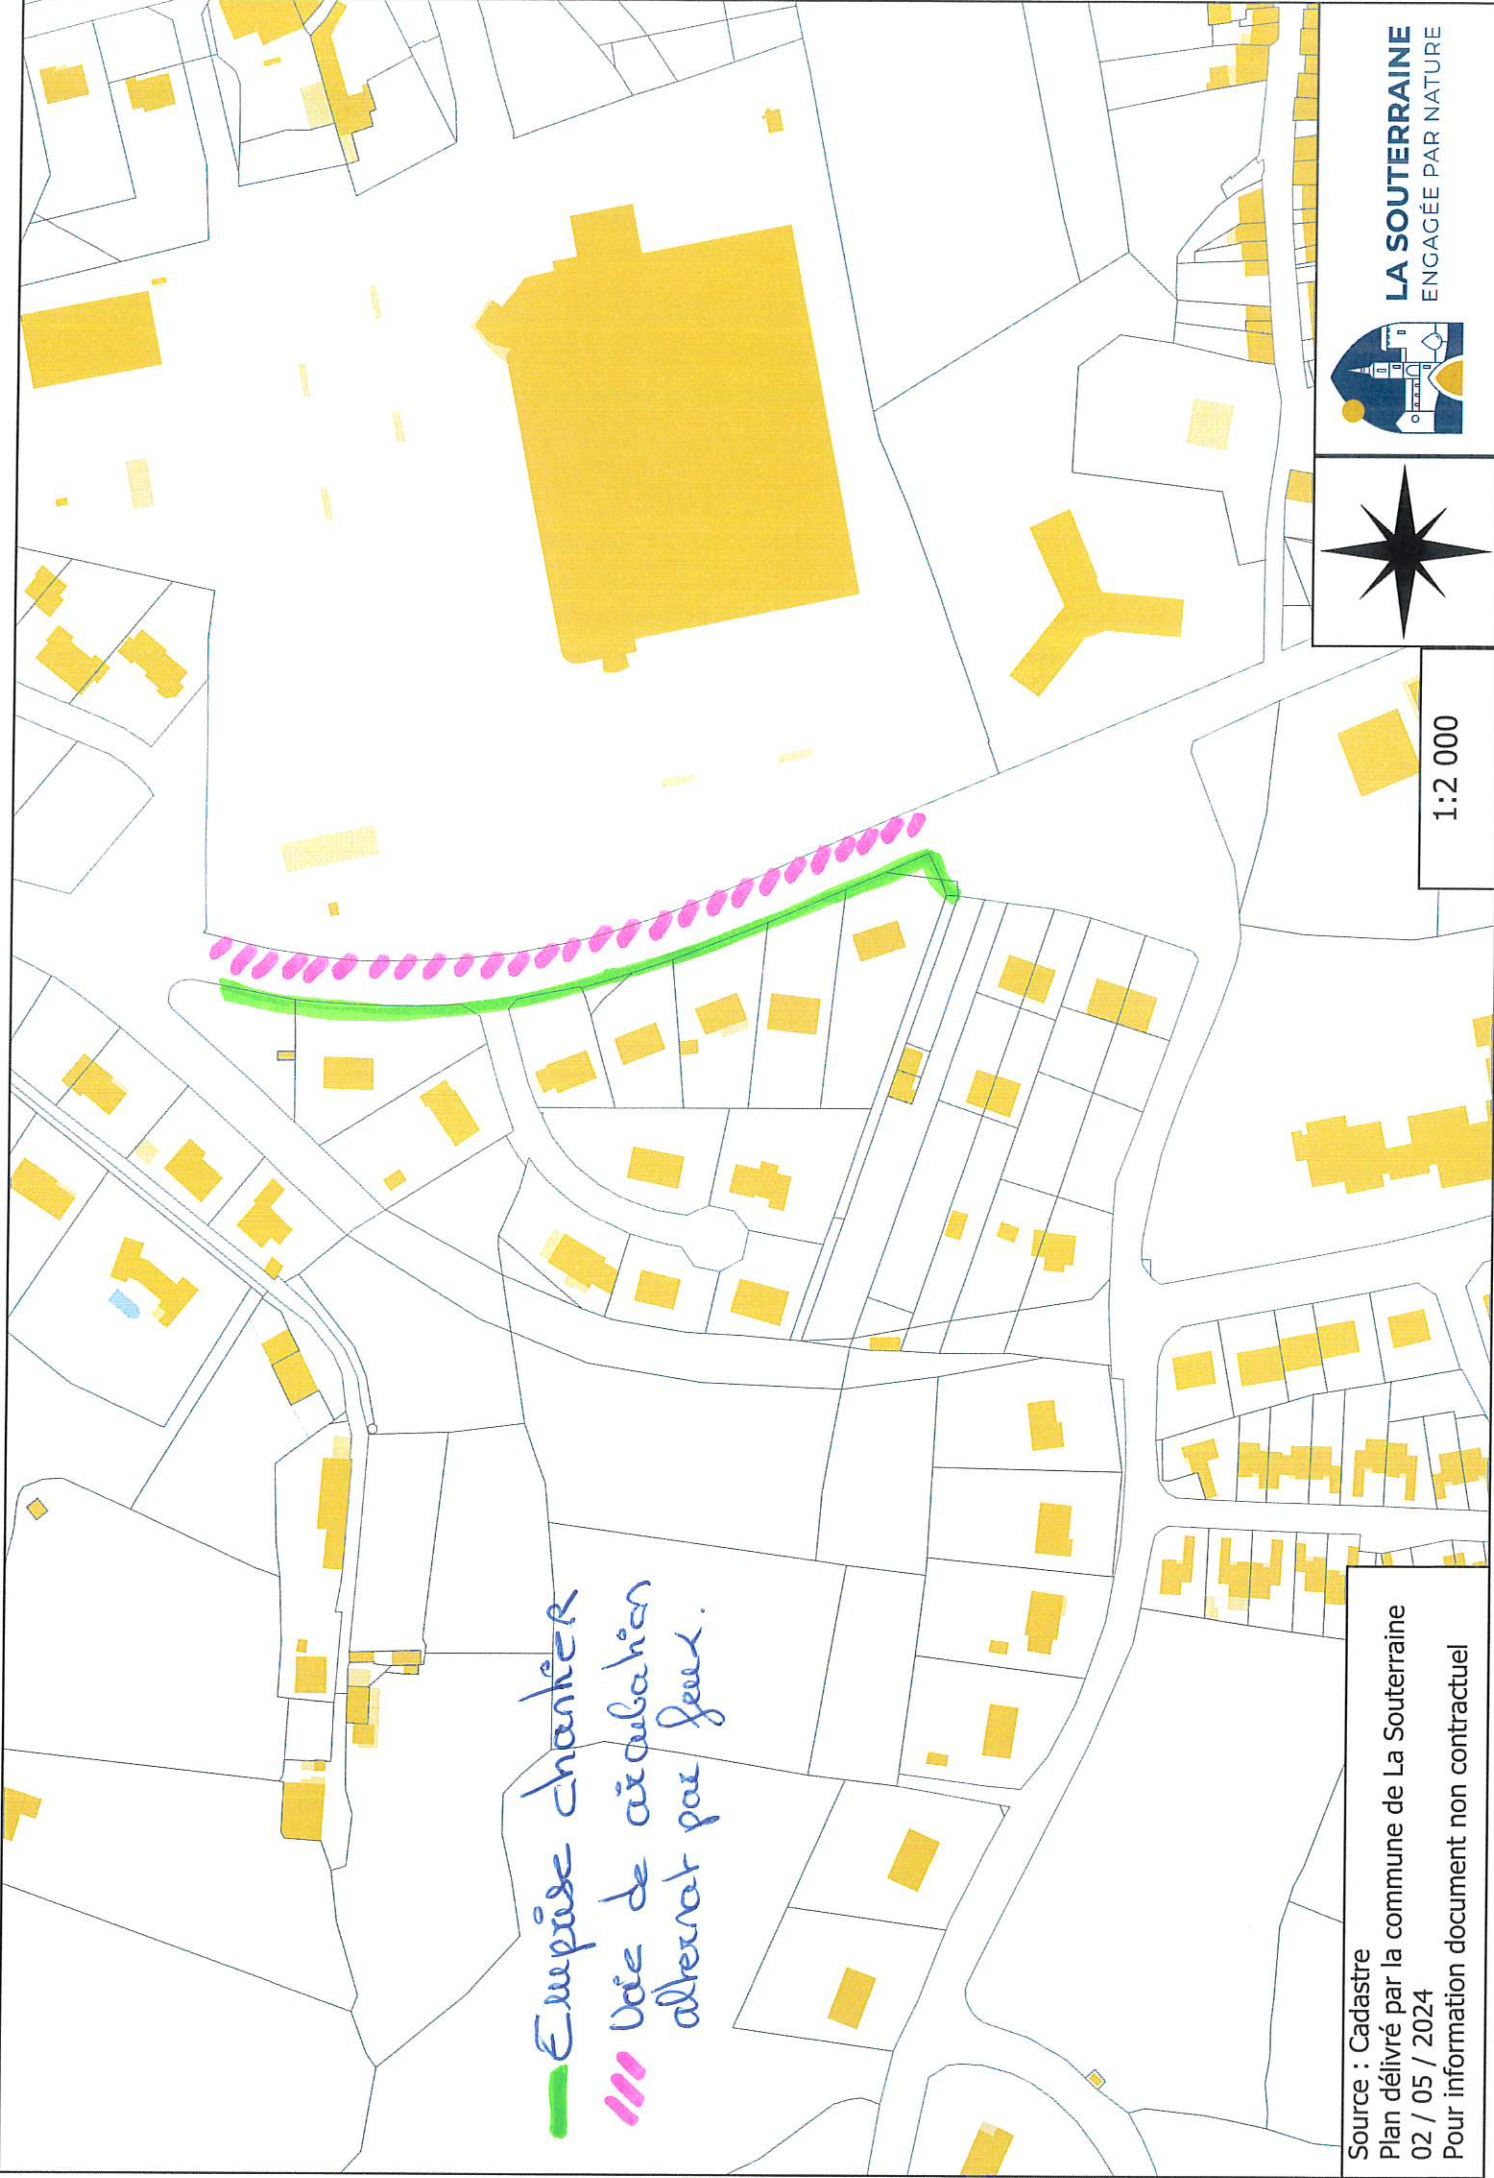 Emprise chantier
Voie de circulation
alternat par feux.
LA SOUTERRAINE
ENGAGÉE PAR NATURE
1:2 000
Source : Cadastre
Plan délivré par la commune de La Souterraine
02 / 05 / 2024
Pour information document non contractuel